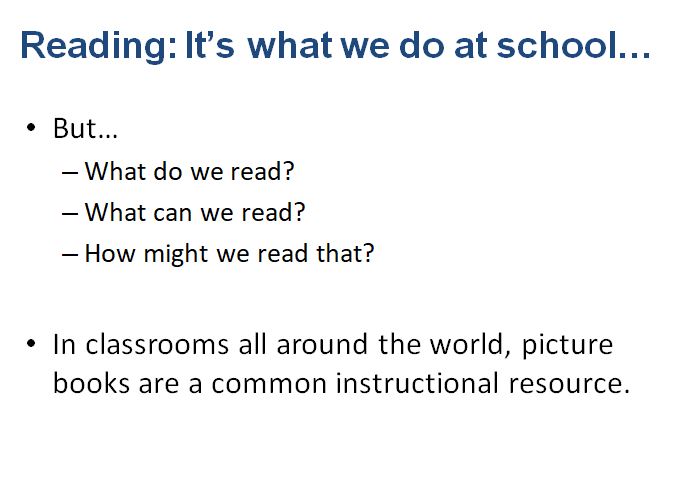 Reading: It’s what we do at school…
• But…
– What do we read?
– What can we read?
– How might we read that?
• In classrooms all around the world, picture
books are a common instructional resource.